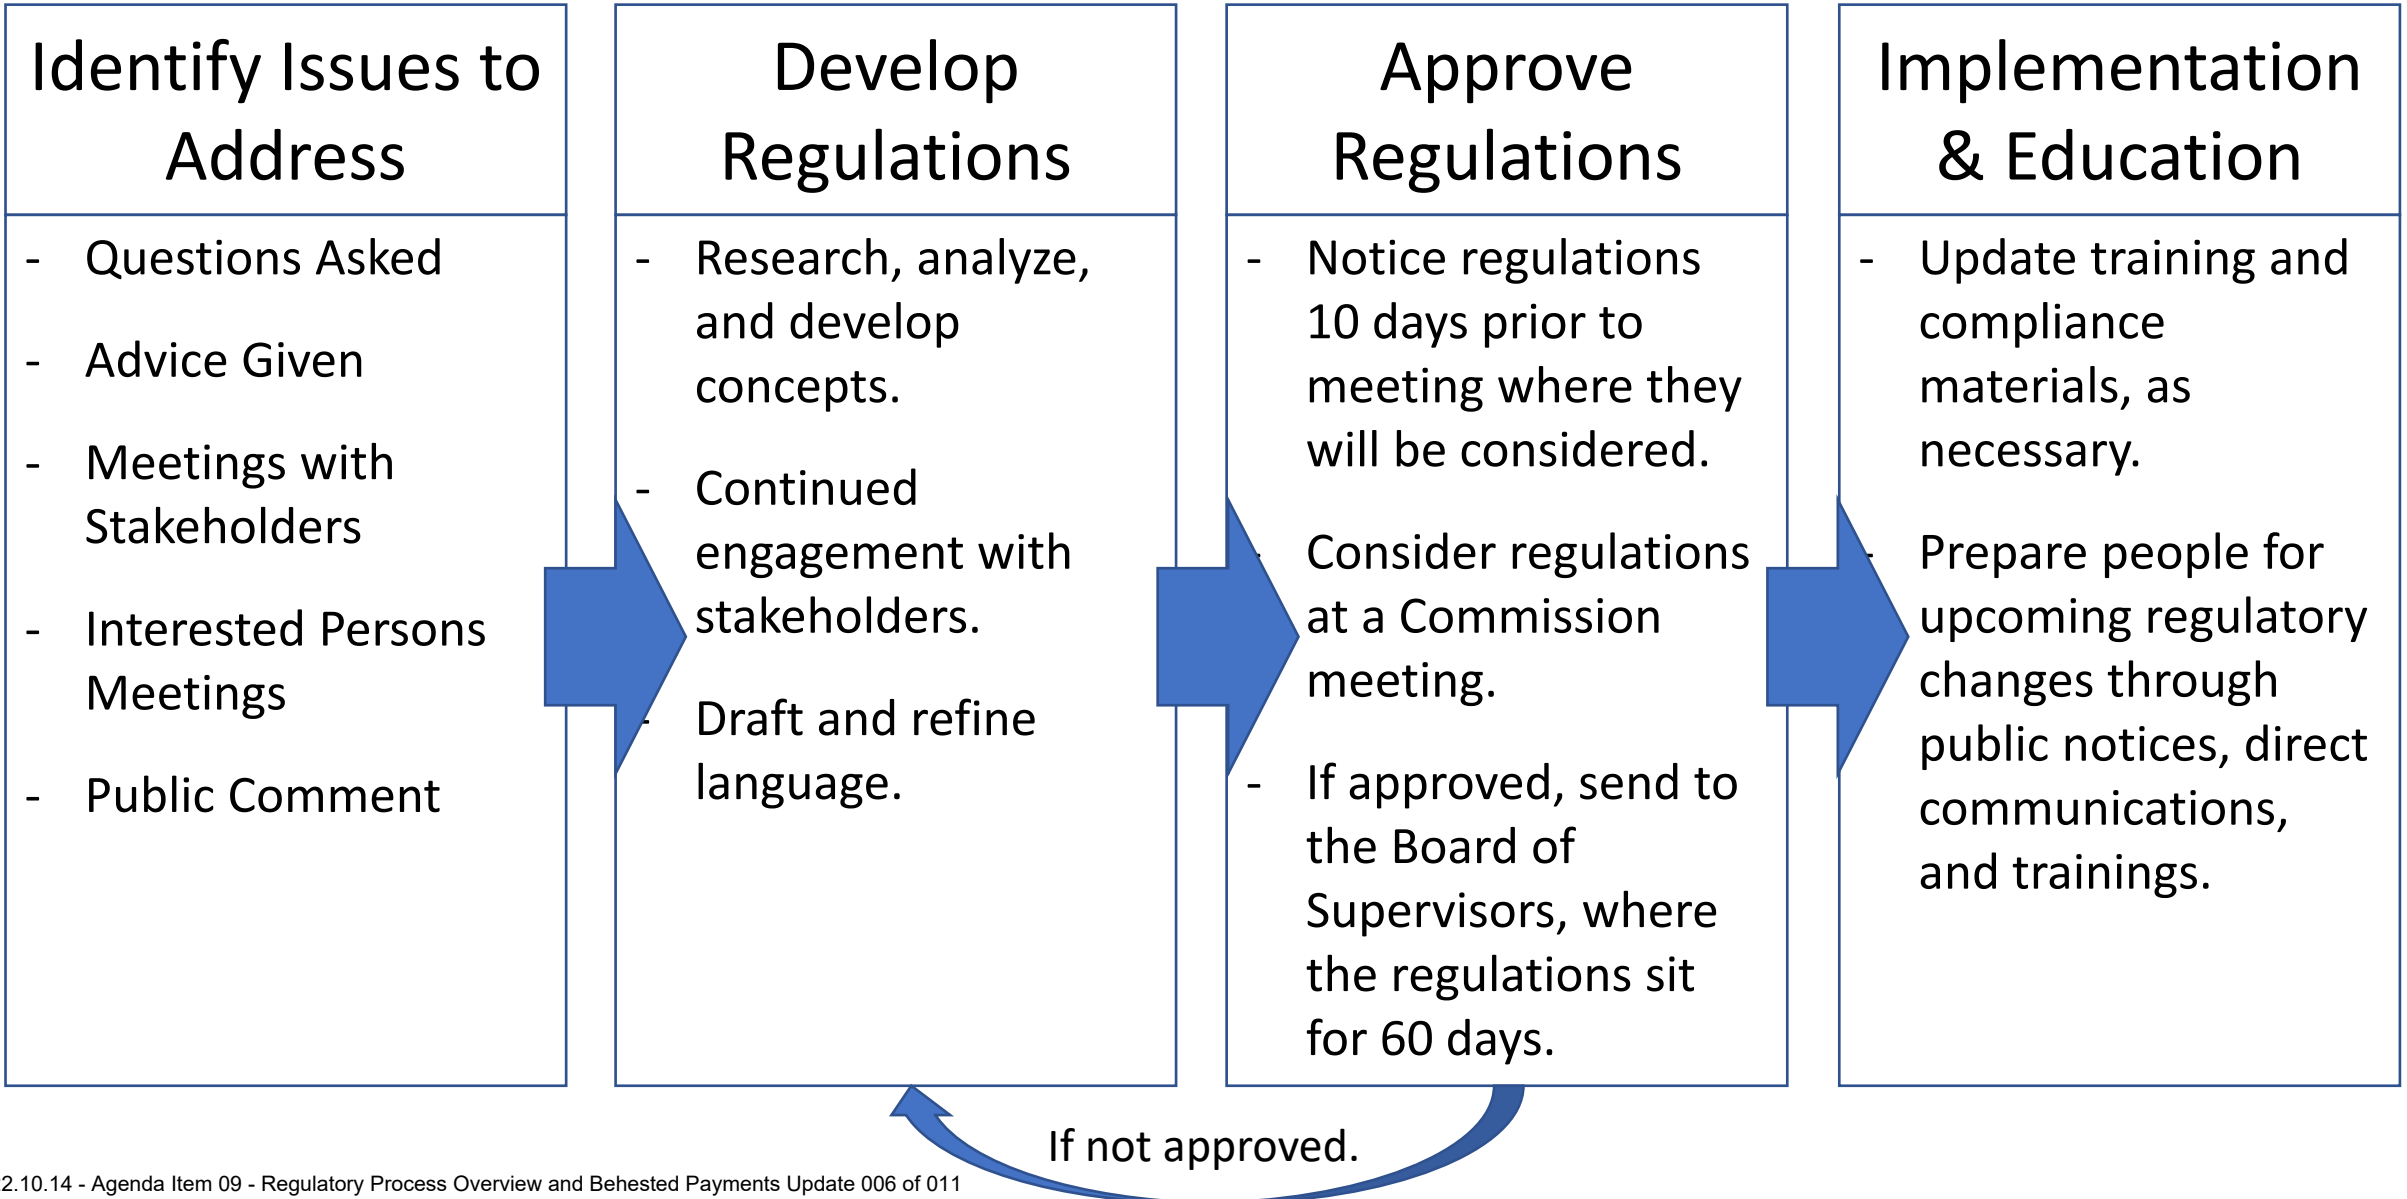 Identify Issues to
Address
- Questions Asked
- Advice Given
- Meetings with
Stakeholders
- Interested Persons
Meetings
- Public Comment
Develop
Regulations
- Research, analyze,
and develop
concepts.
- Continued
engagement with
stakeholders.
- Draft and refine
language.
Approve
Regulations
- Notice regulations
10 days prior to
meeting where they
will be considered.
- Consider regulations
at a Commission
meeting.
- If approved, send to
the Board of
Supervisors, where
the regulations sit
for 60 days.
Implementation
& Education
- Update training and
compliance
materials, as
necessary.
- Prepare people for
upcoming regulatory
changes through
public notices, direct
communications,
and trainings.
If not approved.
2.10.14 - Agenda Item 09 - Regulatory Process Overview and Behested Payments Update 006 of 011